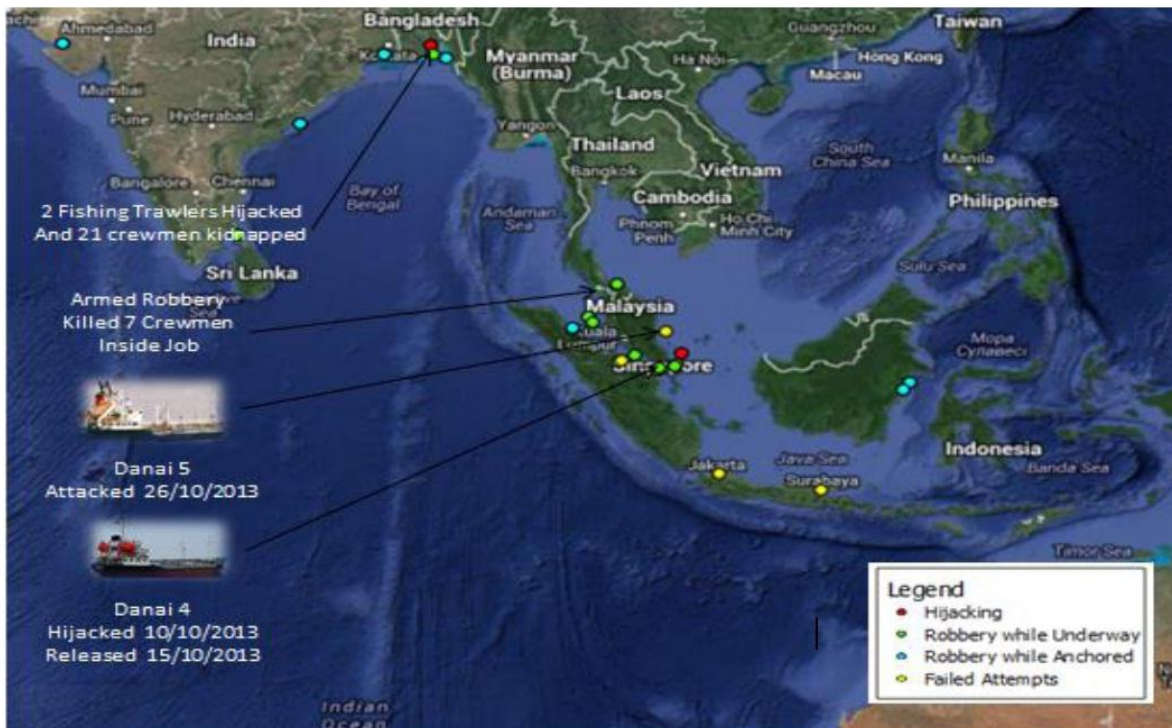 Ahmedabad
India
Bangladesh
Kolkata
Myanmar
(Burma)
Guangzhou
Taiwan
Hong Kong
Macau
Ha Noi
Mumbai
Pune
Hyderabad
Laos
Yangon
Thailand
Bangkok
Vietnam
South
China Sea
Manila
Bangalore
Chennai
Bay of
Bengal
Andaman
Sea
Cambodia
Phnom
Penh
Ho Chi
Minh City
Philippines
2 Fishing Trawlers Hijacked
And 21 crewmen kidnapped
Sri Lanka
Sulu Sea
Armed Robbery
Killed 7 Crewmen
Inside Job
Malaysia
Kuala
Lumpur
Singapore
Море
Сулавеси
Danai 5
Attacked 26/10/2013
Jakarta
Java Sea
Surabaya
Indonesia
Banda Sea
Timor Sea
Danai 4
Hijacked 10/10/2013
Released 15/10/2013
Indian
Ocean
Legend
Hijacking
Robbery while Underway
Robbery while Anchored
Failed Attempts